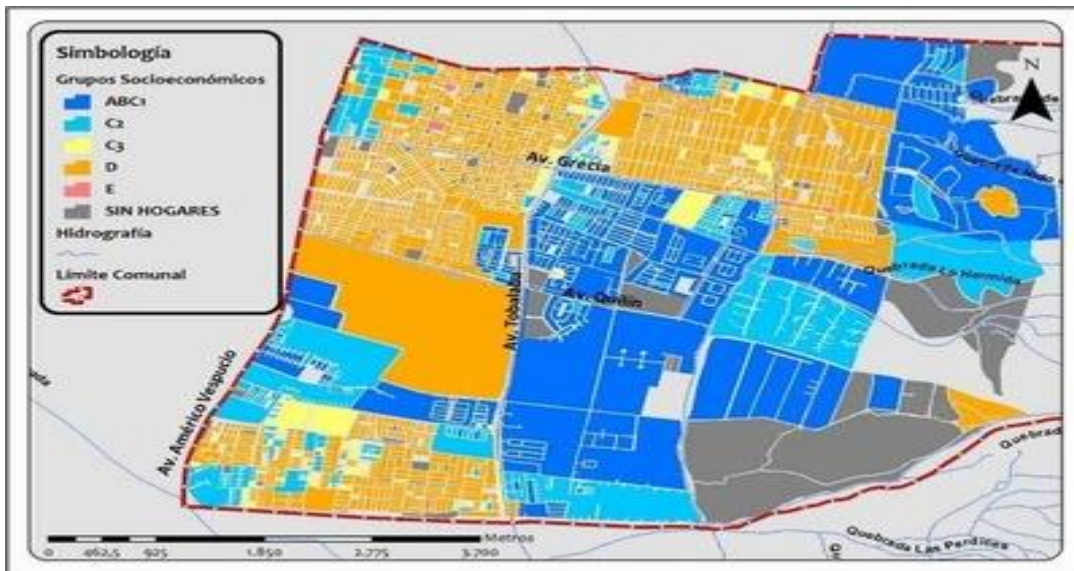 Simbología
Grupos Socioeconómicos
ABC1
C2
C3
D
E
SIN HOGARES
Hidrografía
Límite Comunal
N
Av. Grecia
Quebrada Lo Hermida
Av. Quilín
Av. Tobalaba
Av. Américo Vespucio
Quebrada Las Perdices
Metros
0 462,5 925 1.850 2.775 3.700